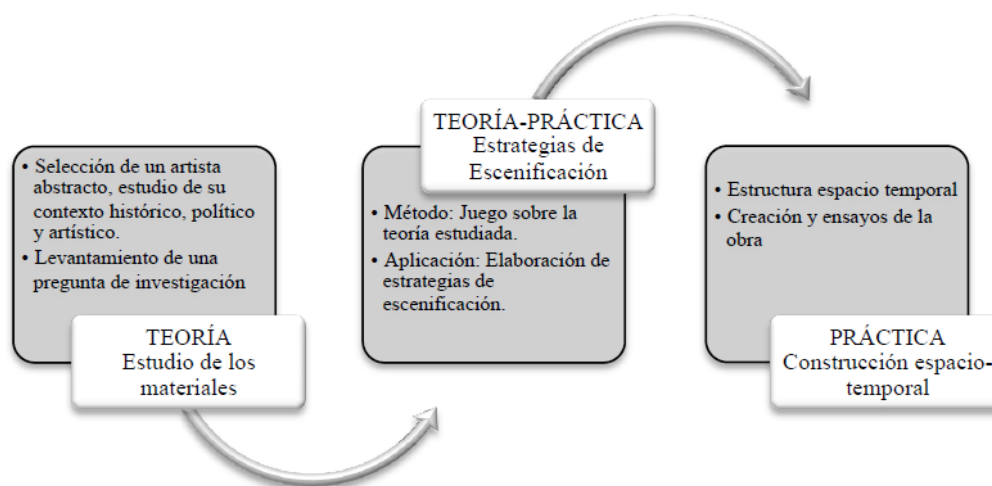 • Selección de un artista
abstracto, estudio de su
contexto histórico, político
y artístico.
• Levantamiento de una
pregunta de investigación
TEORÍA
Estudio de los
materiales
TEORÍA-PRÁCTICA
Estrategias de
Escenificación
• Método: Juego sobre la
teoría estudiada.
• Aplicación: Elaboración de
estrategias de
escenificación.
• Estructura espacio temporal
• Creación y ensayos de la
obra
PRÁCTICA
Construcción espacio-
temporal